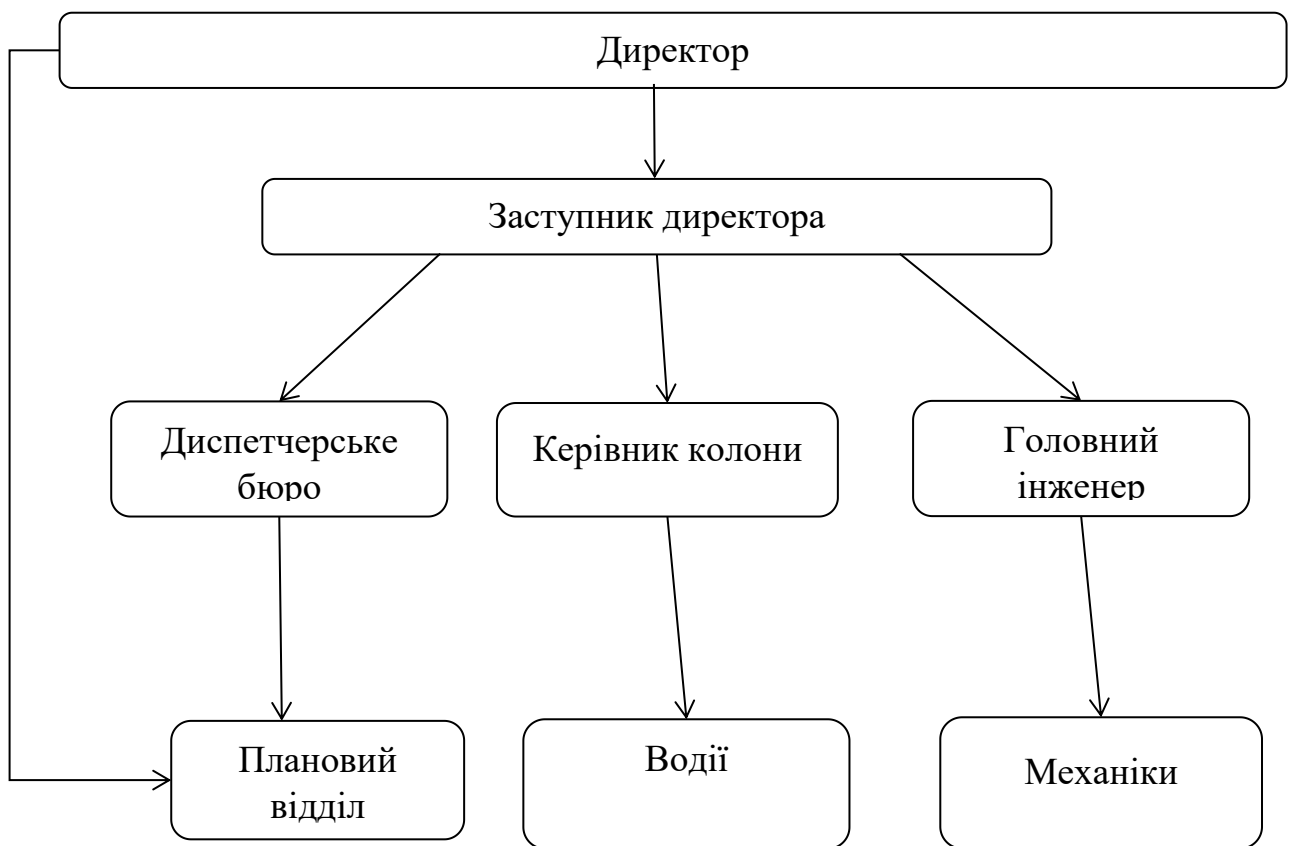 Директор
Заступник директора
Диспетчерське
бюро
Керівник колони
Головний
інженер
Плановий
відділ
Водії
Механіки